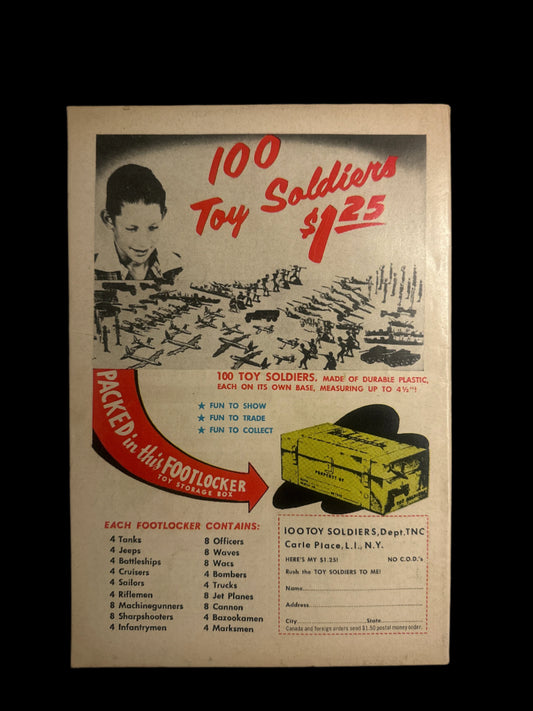 100
Toy Soldiers
$1.25
100 TOY SOLDIERS, MADE OF DURABLE PLASTIC,
EACH ON ITS OWN BASE, MEASURING UP TO 4½"!
★ FUN TO SHOW
★ FUN TO TRADE
★ FUN TO COLLECT
PACKED in this FOOTLOCKER
TOY STORAGE BOX
PROPERTY OF
EACH FOOTLOCKER CONTAINS:
4 Tanks
4 Jeeps
4 Battleships
4 Cruisers
4 Sailors
4 Riflemen
8 Machinegunners
8 Sharpshooters
4 Infantrymen
8 Officers
8 Waves
8 Wacs
4 Bombers
4 Trucks
8 Jet Planes
8 Cannon
4 Bazookamen
4 Marksmen
100 TOY SOLDIERS, Dept. TNC
Carle Place, L.I., N.Y.
HERE'S MY $1.25! NO C.O.D.'s
Rush the TOY SOLDIERS TO ME!
Name
Address
City State
Canada and foreign orders send $1.50 postal money order.